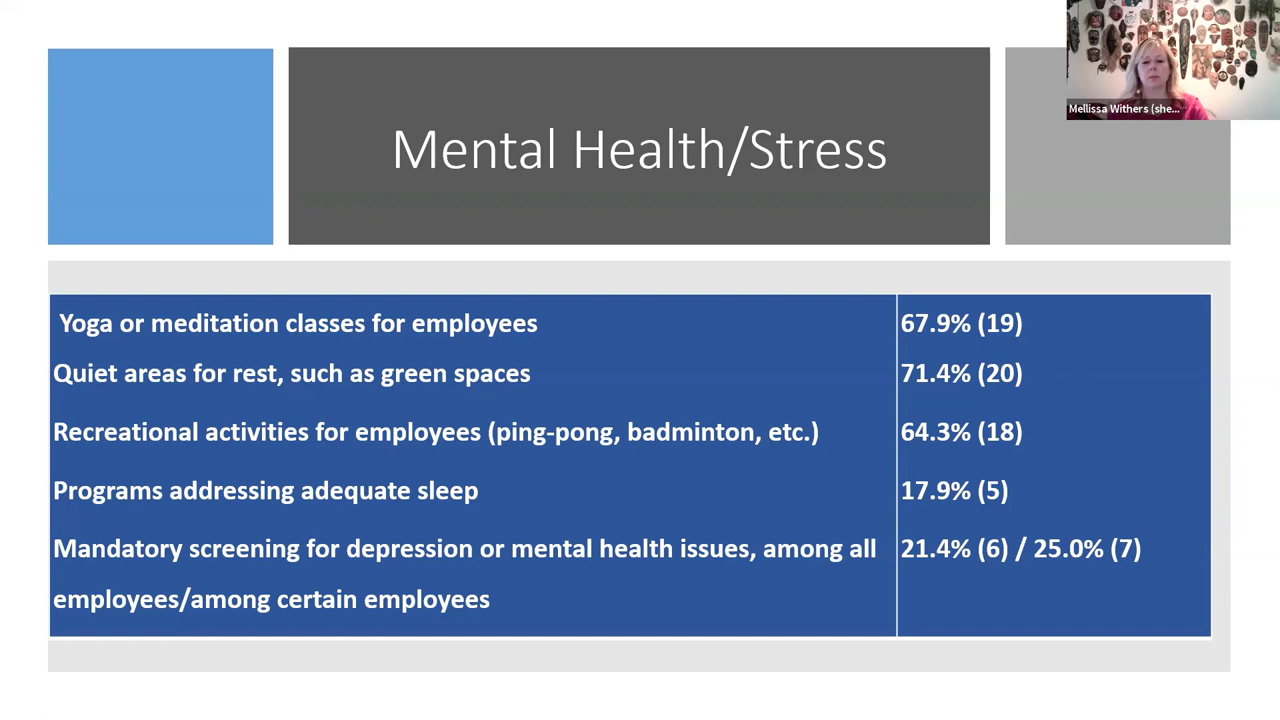 Mellissa Withers (she...
Mental Health/Stress
Yoga or meditation classes for employees 67.9% (19)
Quiet areas for rest, such as green spaces 71.4% (20)
Recreational activities for employees (ping-pong, badminton, etc.) 64.3% (18)
Programs addressing adequate sleep 17.9% (5)
Mandatory screening for depression or mental health issues, among all 21.4% (6) / 25.0% (7)
employees/among certain employees